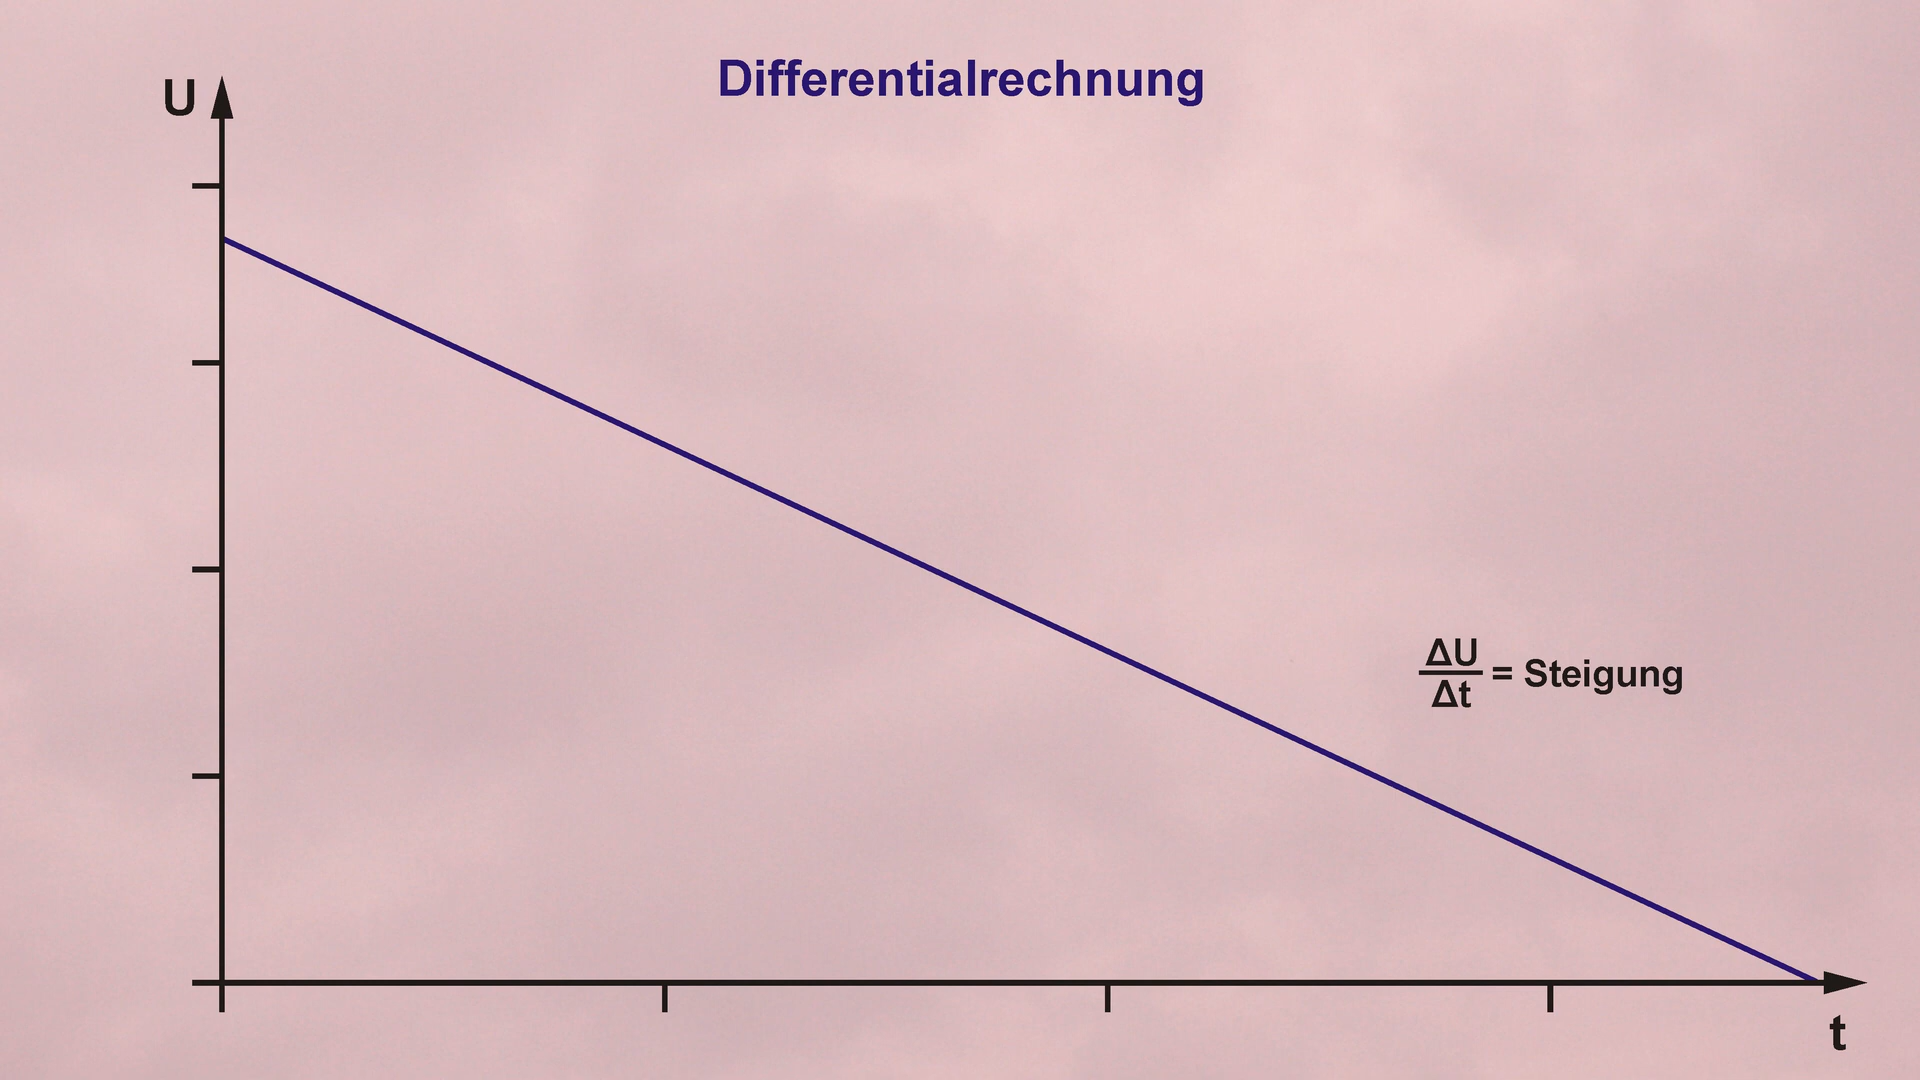 Differentialrechnung
U
ΔU
Δt
= Steigung
t